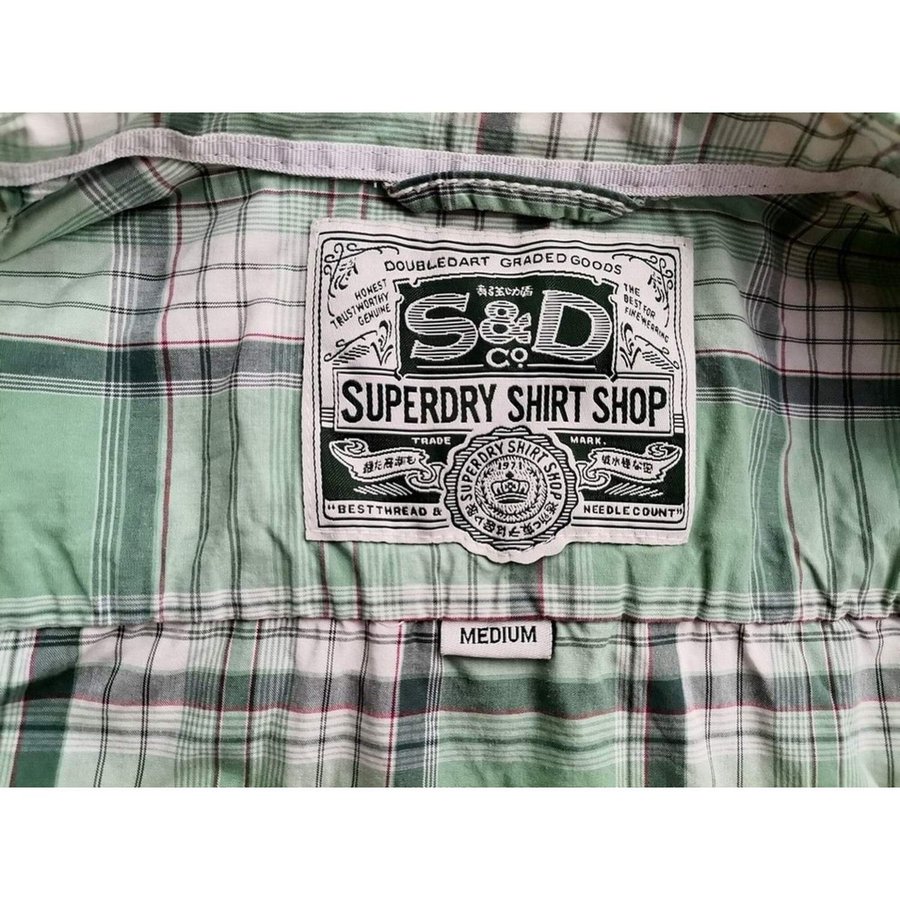 DOUBLEDART GRADED GOODS
HONEST
TRUSTWORTHY
GENUINE
THE
BEST FOR
FINE WEARING
S&D
Co.
SUPERDRY SHIRT SHOP
TRADE MARK.
SUPERDRY SHIRT SHOP
1971
"BEST THREAD & NEEDLE COUNT"
MEDIUM